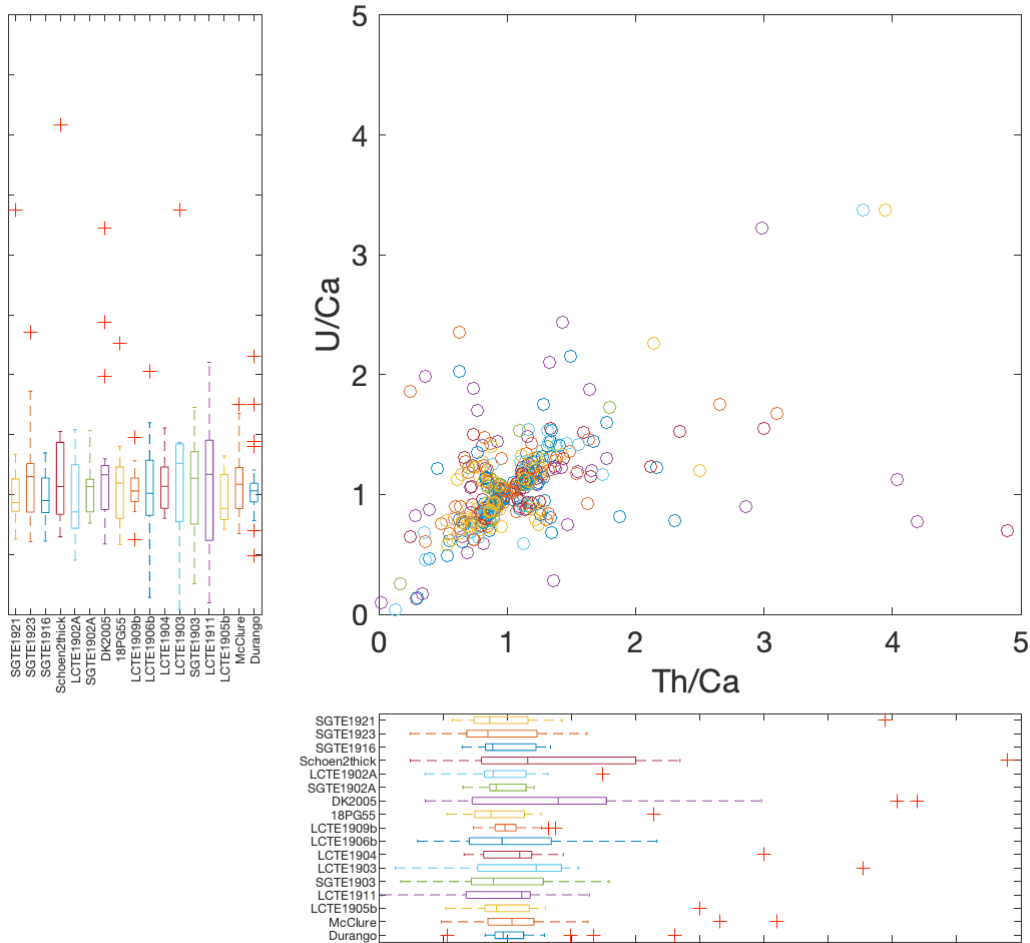 5
4
3
2
1
0
U/Ca
0 1 2 3 4 5
Th/Ca
SGTE1921
SGTE1923
SGTE1916
Schoen2thick
LCTE1902A
SGTE1902A
DK2005
18PG55
LCTE1909b
LCTE1906b
LCTE1904
LCTE1903
SGTE1903
LCTE1911
LCTE1905b
McClure
Durango
SGTE1921
SGTE1923
SGTE1916
Schoen2thick
LCTE1902A
SGTE1902A
DK2005
18PG55
LCTE1909b
LCTE1906b
LCTE1904
LCTE1903
SGTE1903
LCTE1911
LCTE1905b
McClure
Durango